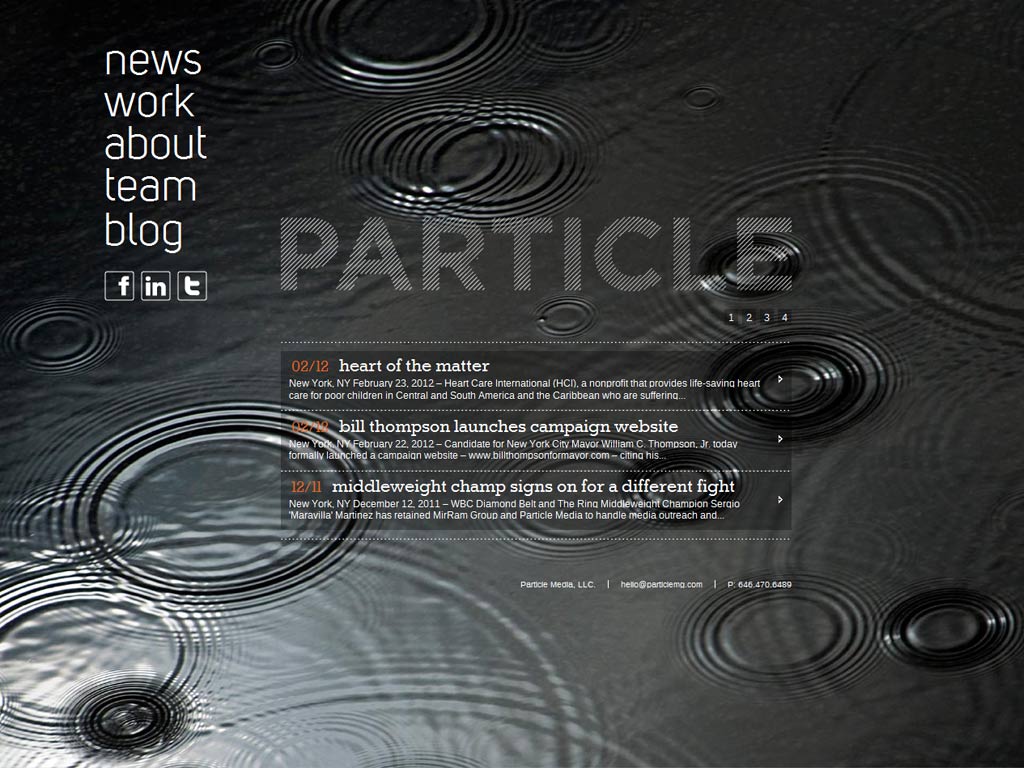 news
work
about
team
blog
f in t
PARTICLE
1 2 3 4
02/12 heart of the matter
New York, NY February 23, 2012 – Heart Care International (HCI), a nonprofit that provides life-saving heart
care for poor children in Central and South America and the Caribbean who are suffering...
02/12 bill thompson launches campaign website
New York, NY February 22, 2012 – Candidate for New York City Mayor William C. Thompson, Jr. today
formally launched a campaign website – www.billthompsonformayor.com – citing his...
12/11 middleweight champ signs on for a different fight
New York, NY December 12, 2011 – WBC Diamond Belt and The Ring Middleweight Champion Sergio
'Maravilla' Martinez has retained MirRam Group and Particle Media to handle media outreach and...
Particle Media, LLC. | hello@particlemg.com | P: 646.470.6489